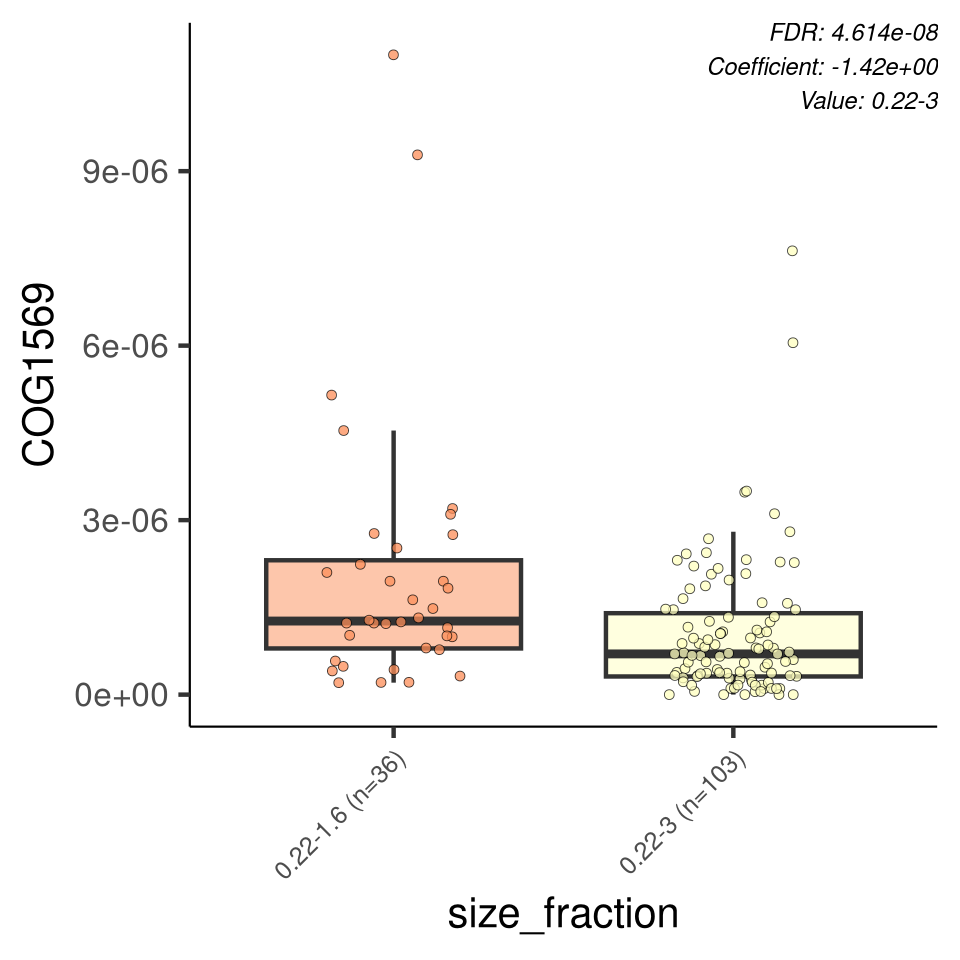 FDR: 4.614e-08
Coefficient: -1.42e+00
Value: 0.22-3
COG1569
9e-06
6e-06
3e-06
0e+00
0.22-1.6 (n=36)
0.22-3 (n=103)
size_fraction